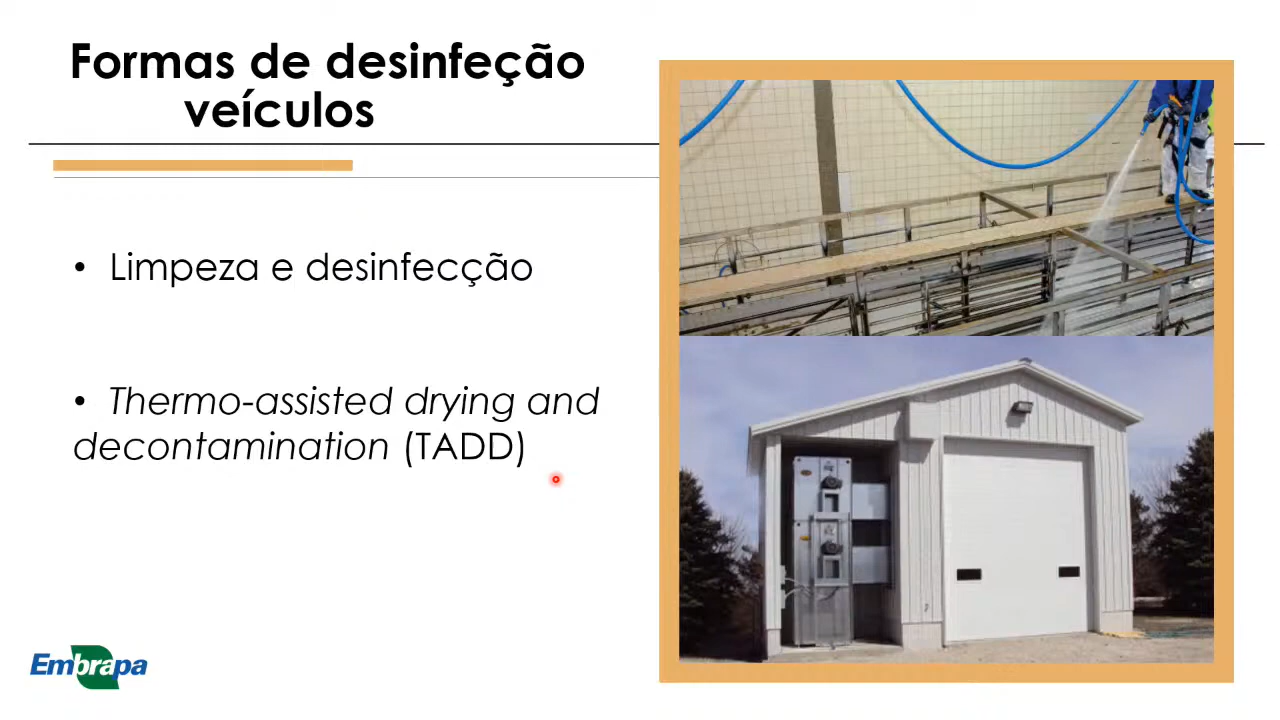 Formas de desinfeção
veículos
• Limpeza e desinfecção
• Thermo-assisted drying and
decontamination (TADD)
Embrapa